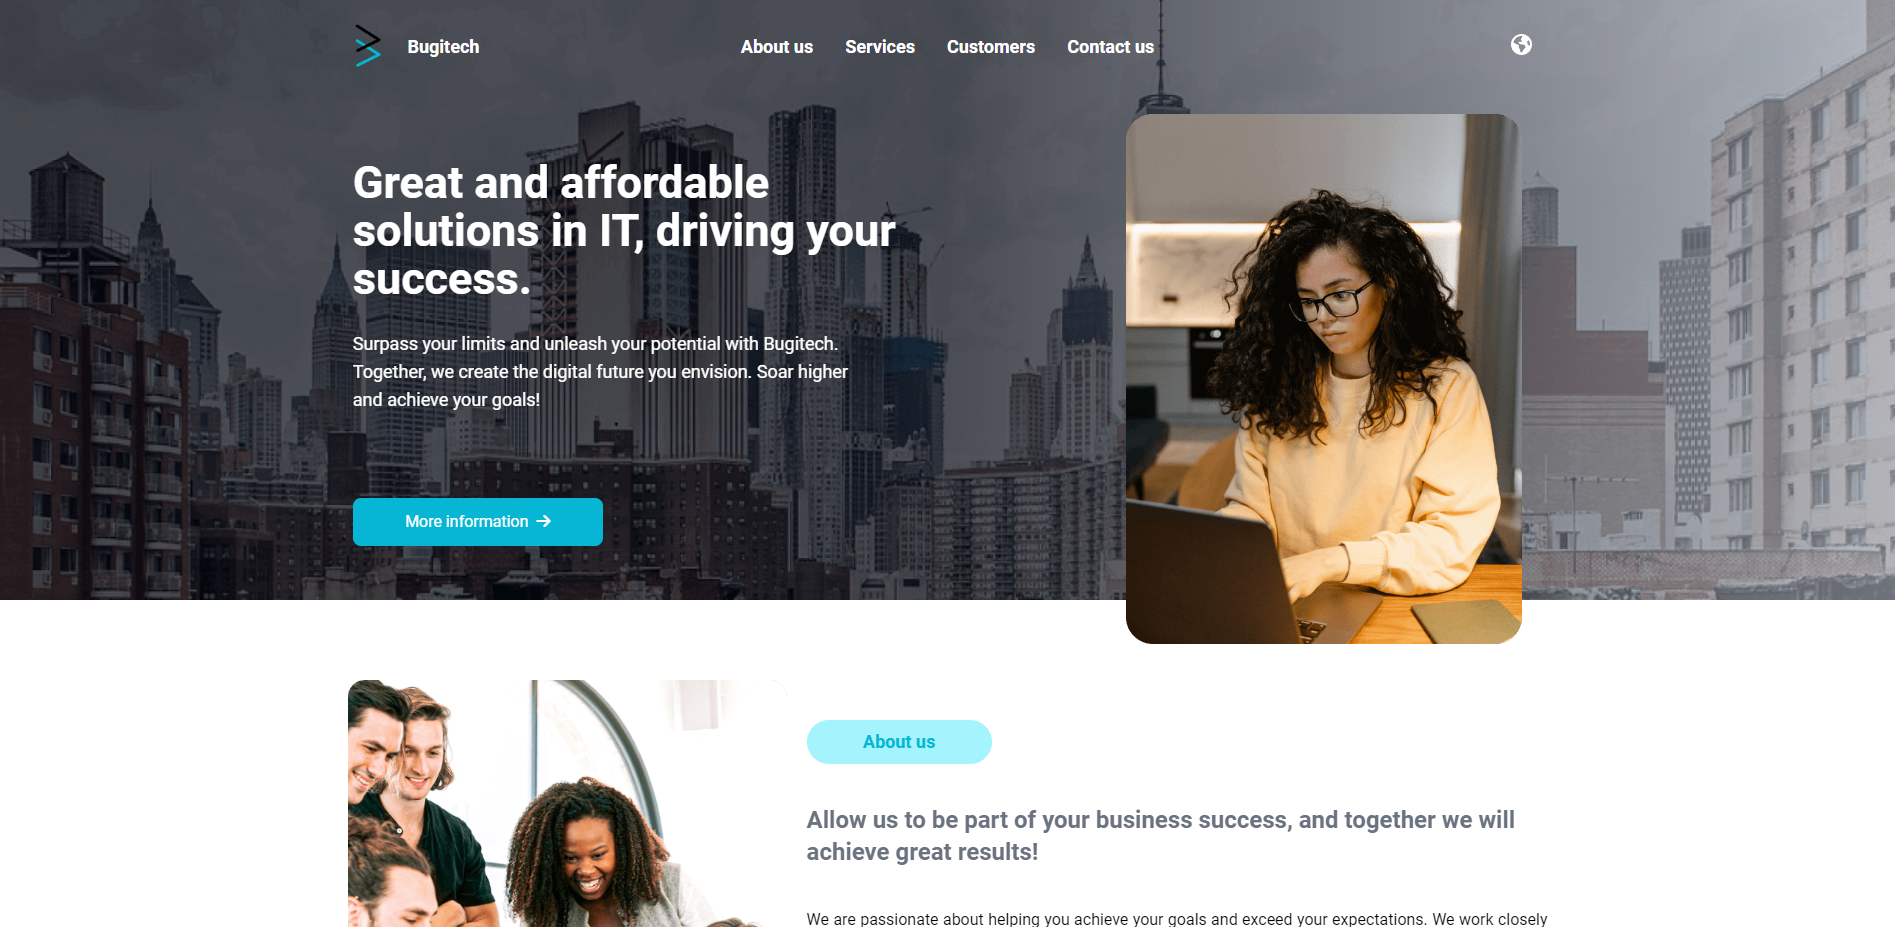 Bugitech
About us
Services
Customers
Contact us
Great and affordable
solutions in IT, driving your
success.
Surpass your limits and unleash your potential with Bugitech.
Together, we create the digital future you envision. Soar higher
and achieve your goals!
More information
About us
Allow us to be part of your business success, and together we will
achieve great results!
We are passionate about helping you achieve your goals and exceed your expectations. We work closely